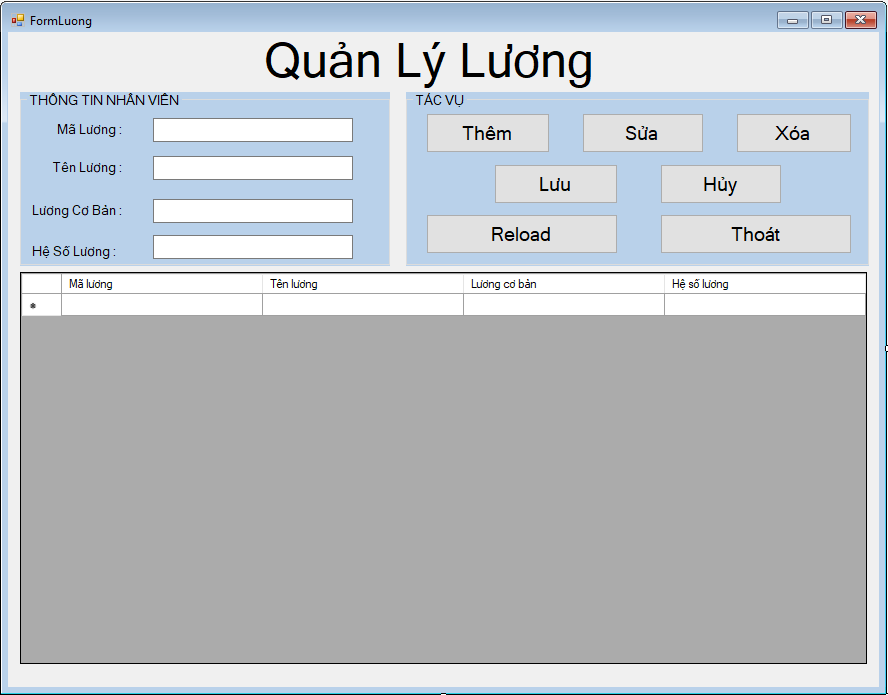 FormLuong
Quản Lý Lương
THÔNG TIN NHÂN VIÊN
Mã Lương :
Tên Lương :
Lương Cơ Bản :
Hệ Số Lương :
TÁC VỤ
Thêm Sửa Xóa
Lưu Hủy
Reload Thoát
Mã lương Tên lương Lương cơ bản Hệ số lương
*